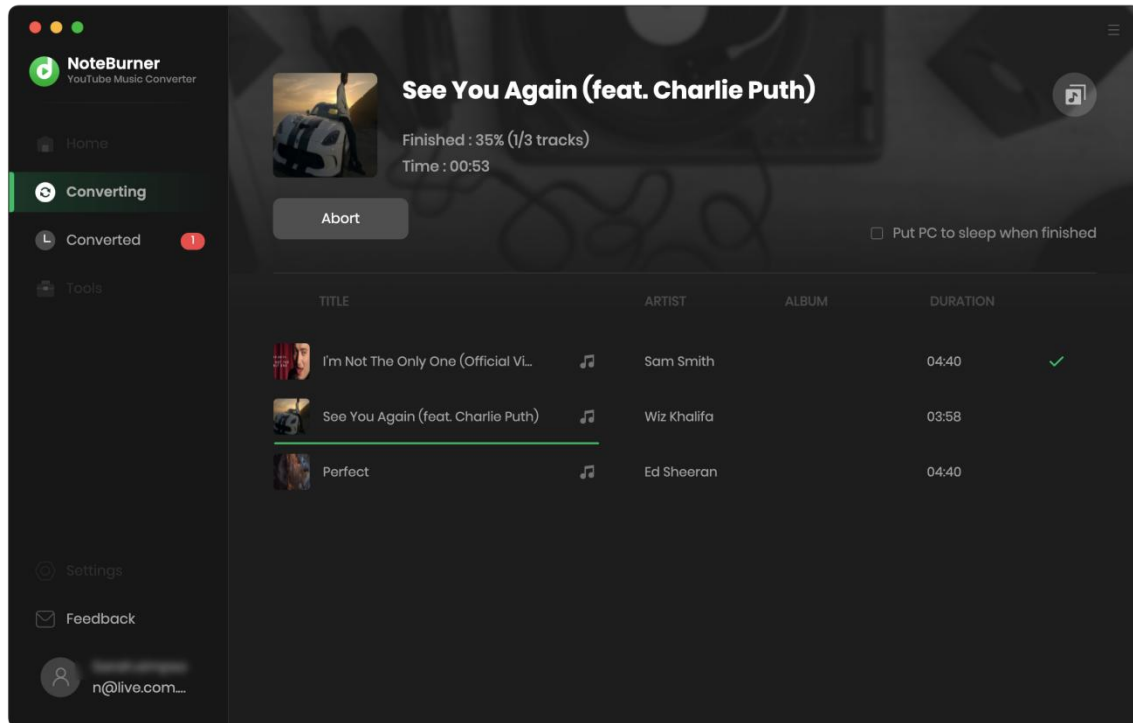 NoteBurner
YouTube Music Converter
Home
Converting
Converted 1
Tools
Settings
Feedback
n@live.com...
See You Again (feat. Charlie Puth)
Finished : 35% (1/3 tracks)
Time : 00:53
Abort
Put PC to sleep when finished
TITLE ARTIST ALBUM DURATION
I'm Not The Only One (Official Vi... Sam Smith 04:40
See You Again (feat. Charlie Puth) Wiz Khalifa 03:58
Perfect Ed Sheeran 04:40